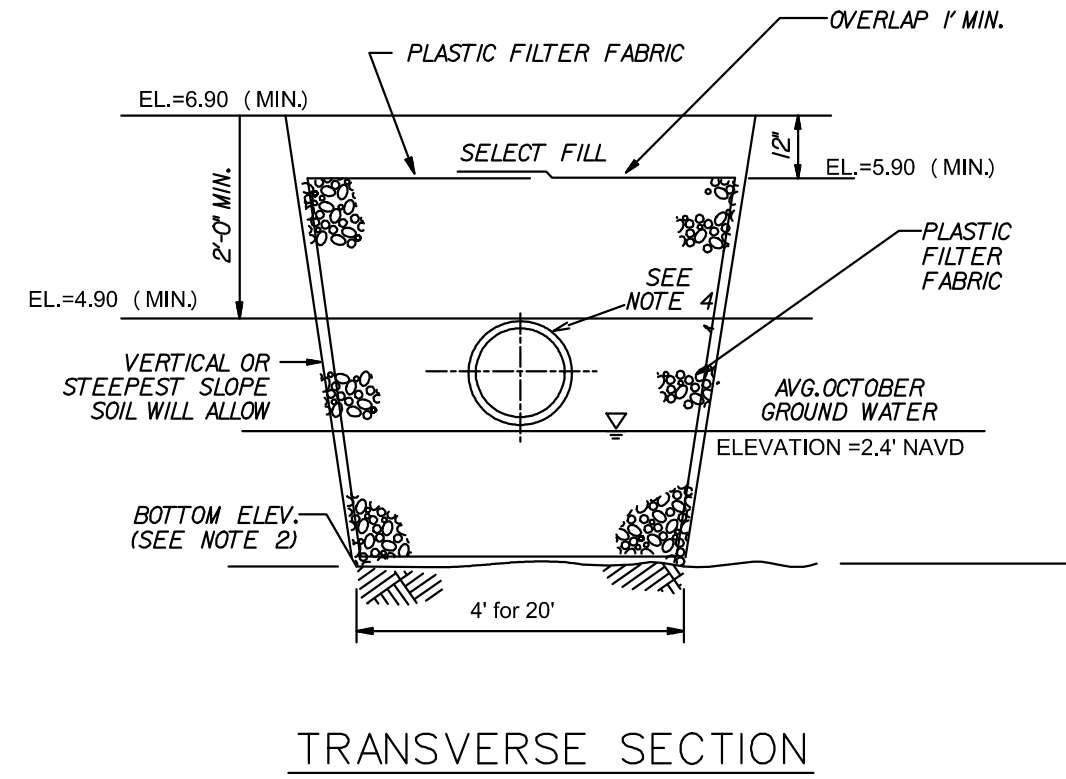 OVERLAP 1' MIN.
PLASTIC FILTER FABRIC
EL.=6.90 (MIN.)
SELECT FILL
12"
EL.=5.90 (MIN.)
2'-0" MIN.
PLASTIC
FILTER
FABRIC
SEE
NOTE 4
EL.=4.90 (MIN.)
VERTICAL OR
STEEPEST SLOPE
SOIL WILL ALLOW
AVG.OCTOBER
GROUND WATER
ELEVATION =2.4' NAVD
BOTTOM ELEV.
(SEE NOTE 2)
4' for 20'
TRANSVERSE SECTION